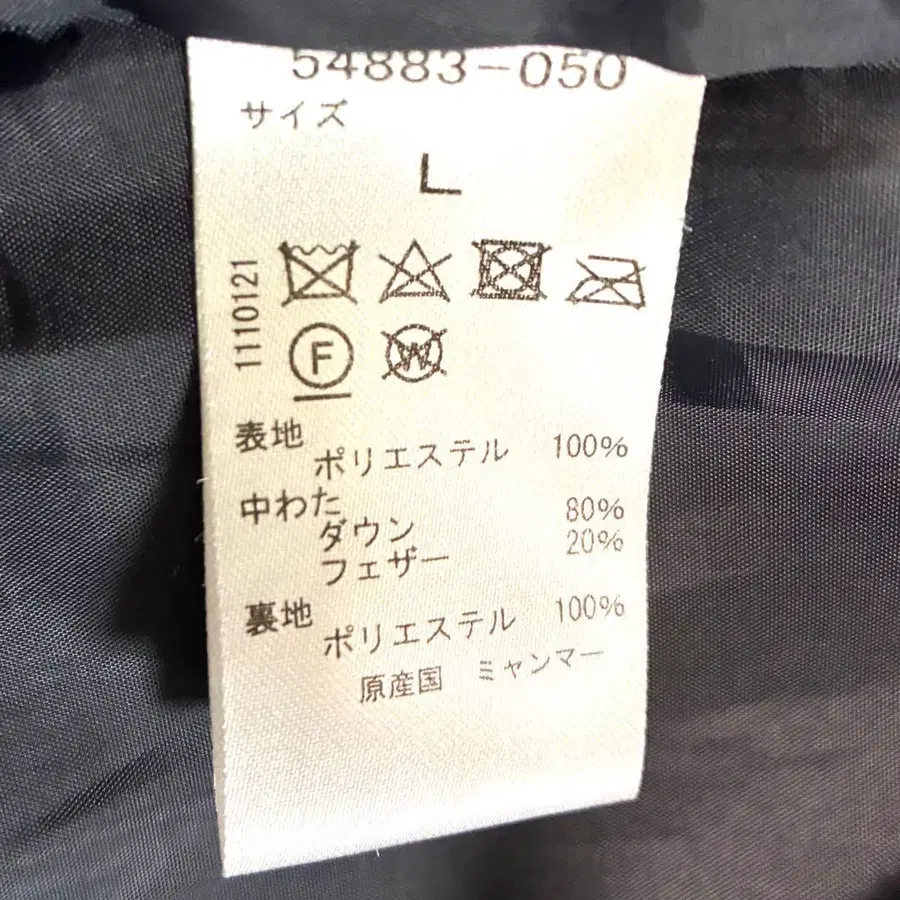 54883-050
サイズ
L
1110121
F W
表地
ポリエステル 100%
中わた
ダウン 80%
フェザー 20%
裏地
ポリエステル 100%
原産国 ミャンマー